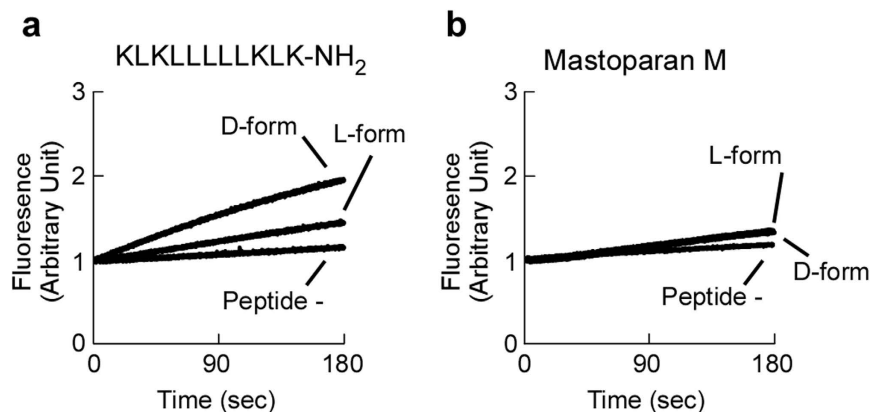 a
KLKLLLLLKLK-NH2
Fluoresence
(Arbitrary Unit)
3
2
1
0
D-form
L-form
Peptide -
0
90
180
Time (sec)
b
Mastoparan M
Fluoresence
(Arbitrary Unit)
3
2
1
0
L-form
D-form
Peptide -
0
90
180
Time (sec)